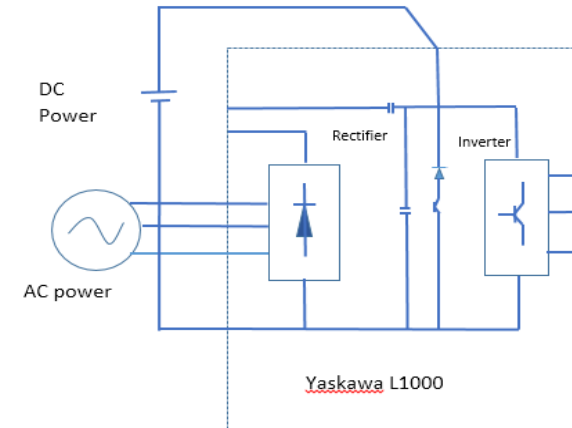 DC
Power
Rectifier
Inverter
AC power
Yaskawa L1000